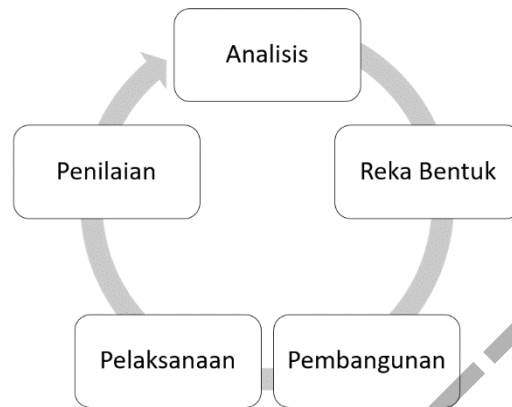 Analisis
Reka Bentuk
Pembangunan
Pelaksanaan
Penilaian